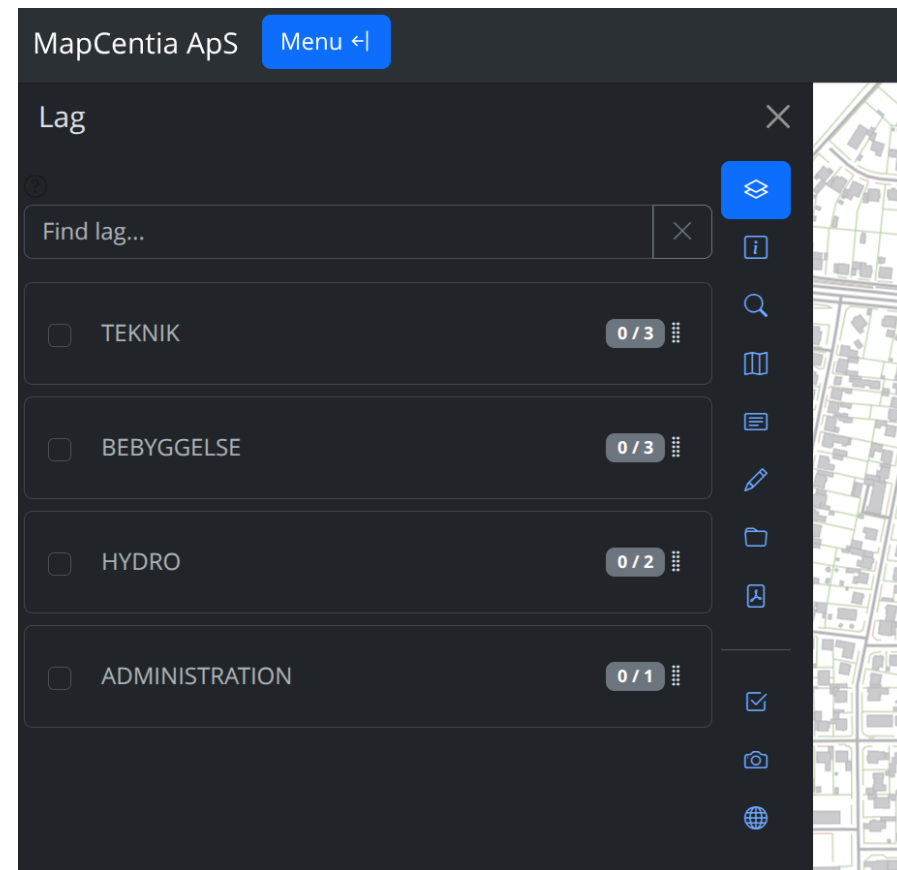 MapCentia ApS Menu
Lag
Find lag...
TEKNIK 0 / 3
BEBYGGELSE 0 / 3
HYDRO 0 / 2
ADMINISTRATION 0 / 1